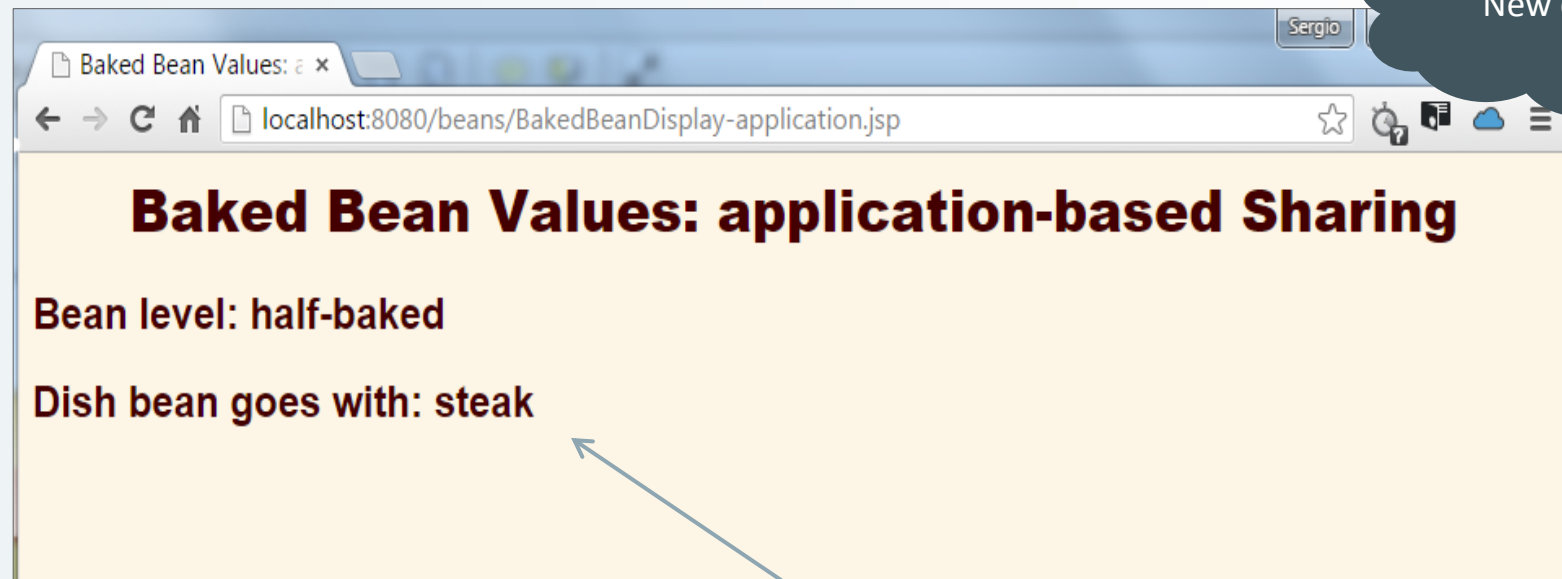 New
Sergio
Baked Bean Values: a
localhost:8080/beans/BakedBeanDisplay-application.jsp
Baked Bean Values: application-based Sharing
Bean level: half-baked
Dish bean goes with: steak